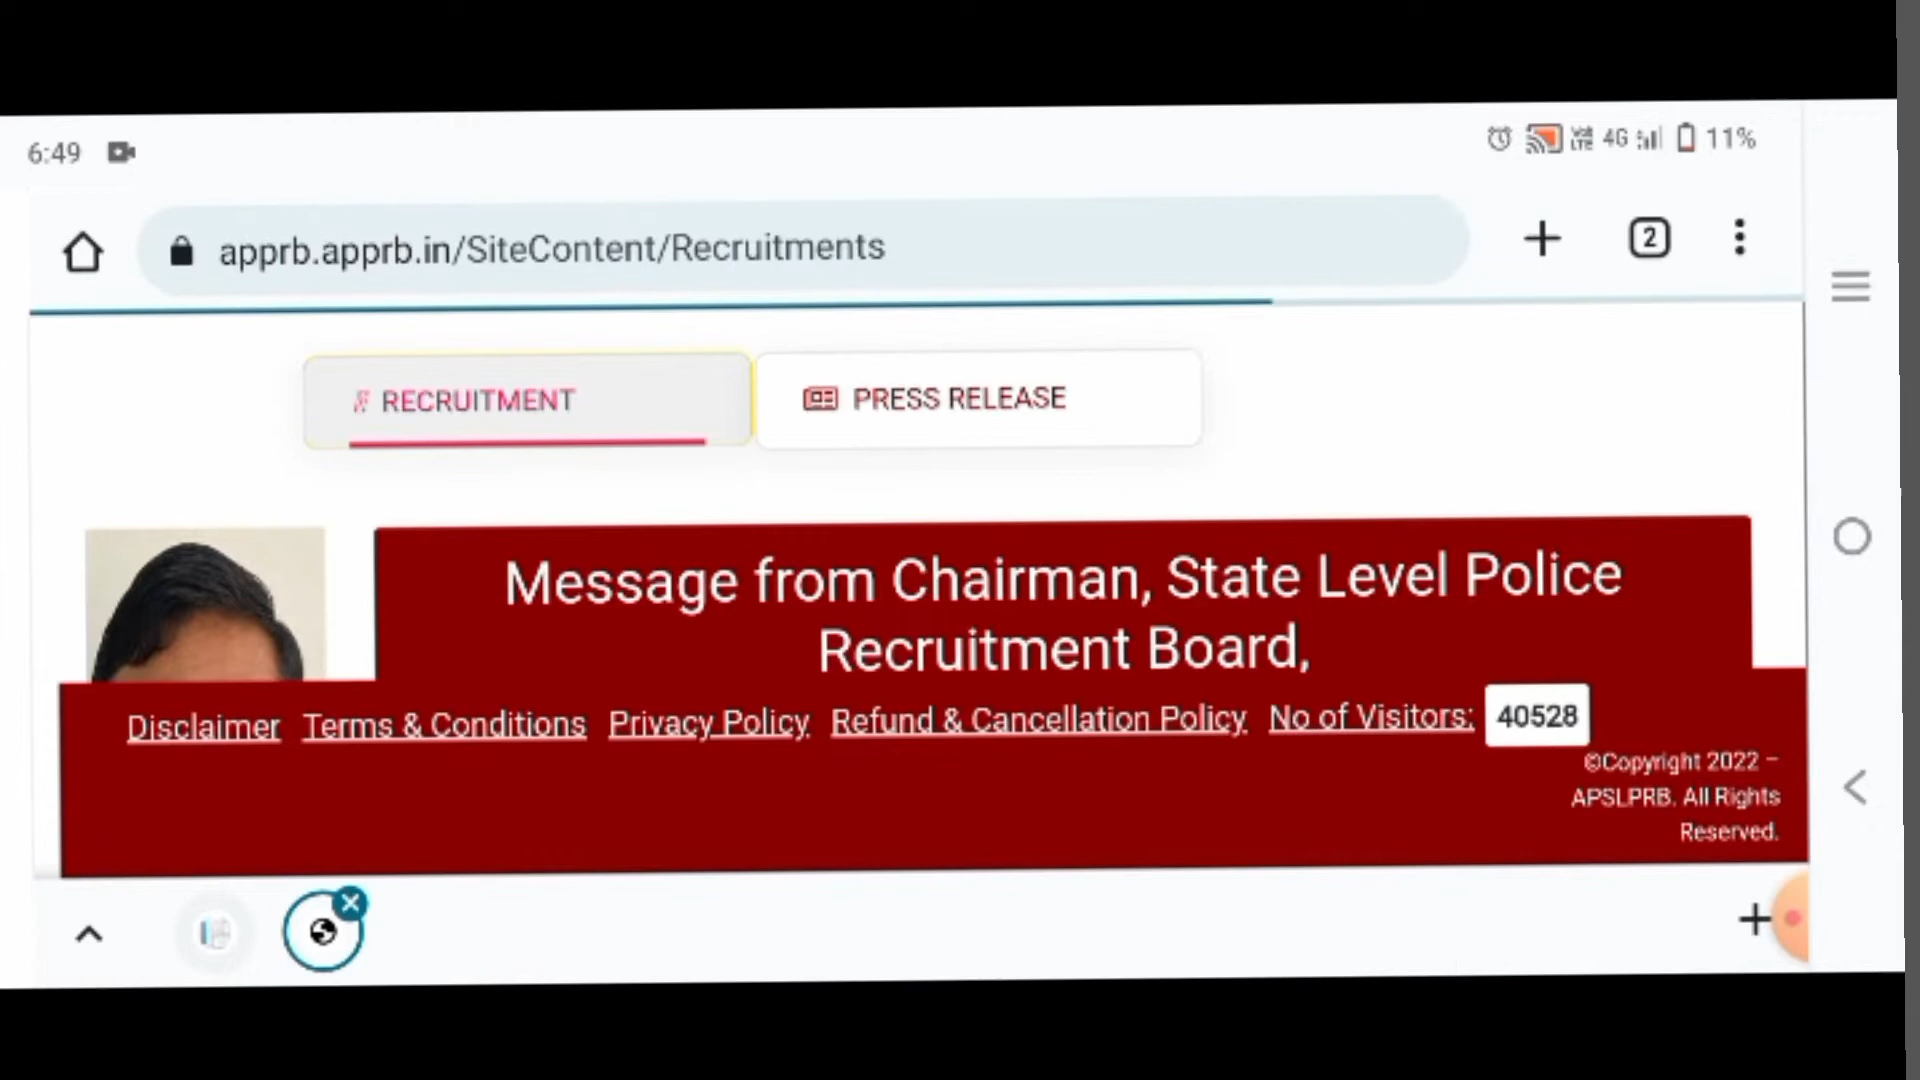 6:49
4G 11%
apprb.apprb.in/SiteContent/Recruitments
2
RECRUITMENT
PRESS RELEASE
Message from Chairman, State Level Police
Recruitment Board,
Disclaimer Terms & Conditions Privacy Policy Refund & Cancellation Policy No of Visitors: 40528
©Copyright 2022 –
APSLPRB. All Rights
Reserved.